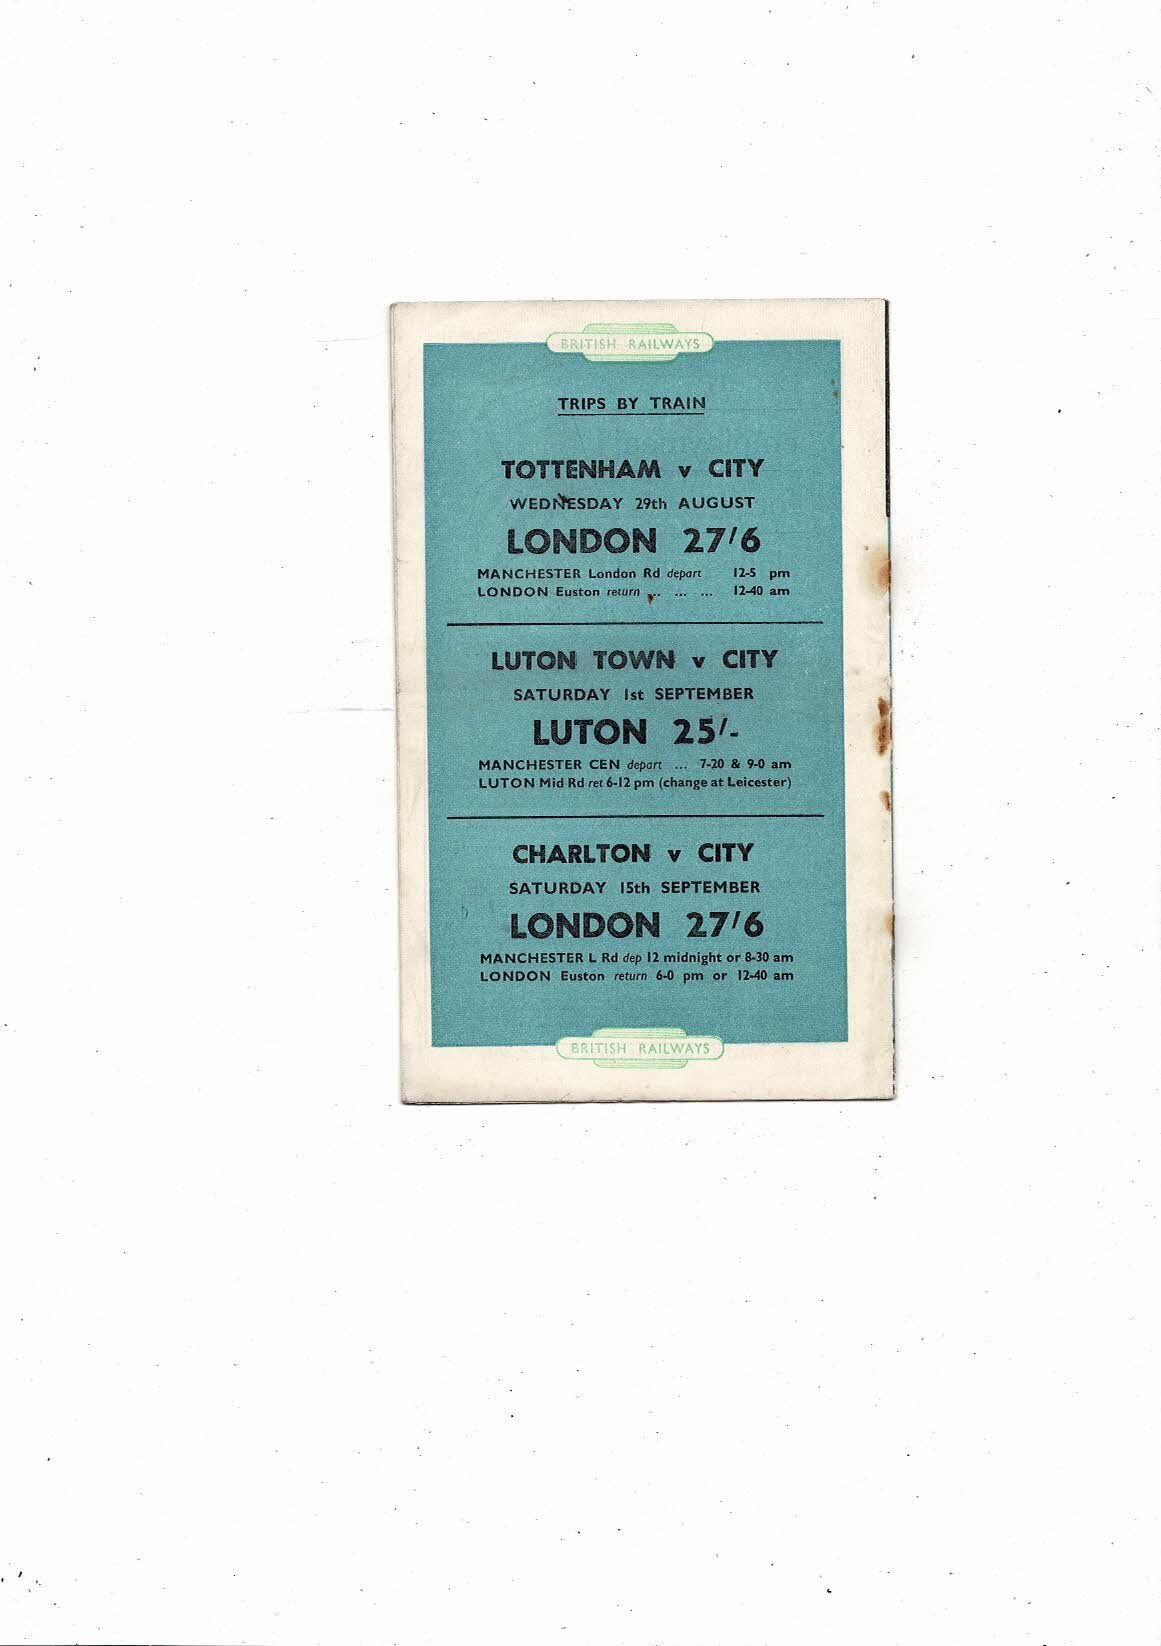 BRITISH RAILWAYS
TRIPS BY TRAIN
TOTTENHAM v CITY
WEDNESDAY 29th AUGUST
LONDON 27/6
MANCHESTER London Rd depart 12-5 pm
LONDON Euston return ... ... ... 12-40 am
LUTON TOWN v CITY
SATURDAY 1st SEPTEMBER
LUTON 25/-
MANCHESTER CEN depart ... 7-20 & 9-0 am
LUTON Mid Rd ret 6-12 pm (change at Leicester)
CHARLTON v CITY
SATURDAY 15th SEPTEMBER
LONDON 27/6
MANCHESTER L Rd dep 12 midnight or 8-30 am
LONDON Euston return 6-0 pm or 12-40 am
BRITISH RAILWAYS